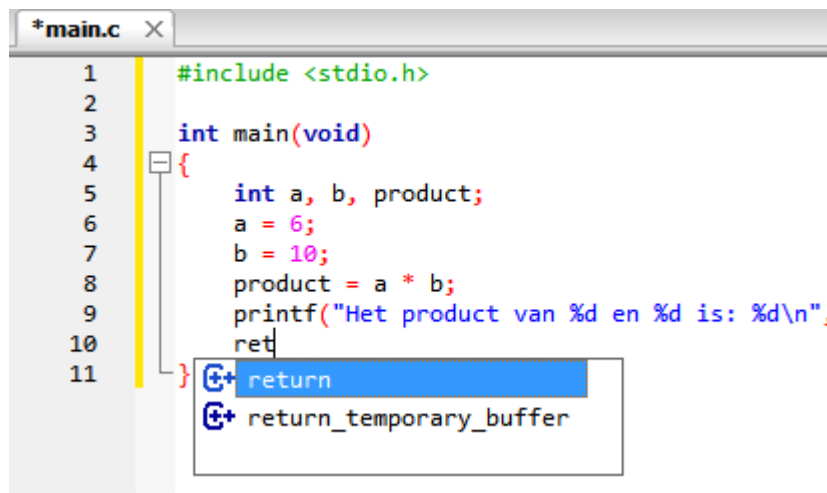 *main.c
1 #include <stdio.h>
2
3 int main(void)
4 {
5 int a, b, product;
6 a = 6;
7 b = 10;
8 product = a * b;
9 printf("Het product van %d en %d is: %d\n",
10 ret
11 }
return
return_temporary_buffer